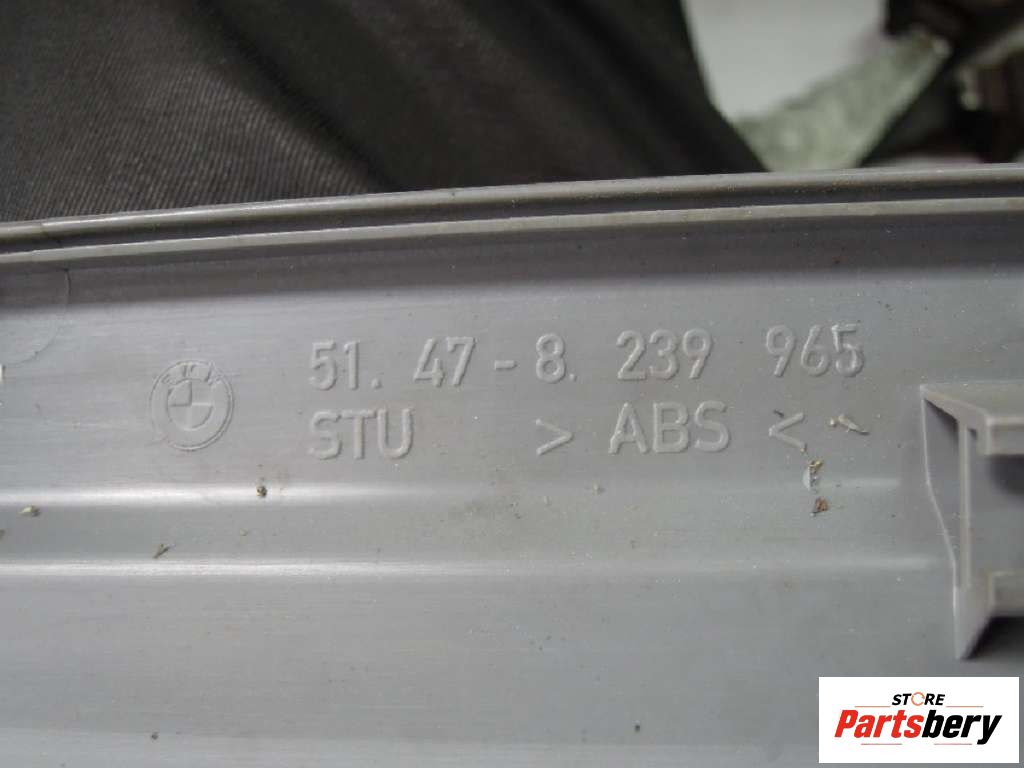 51. 47 - 8. 239 965
STU > ABS <
STORE
Partsbery